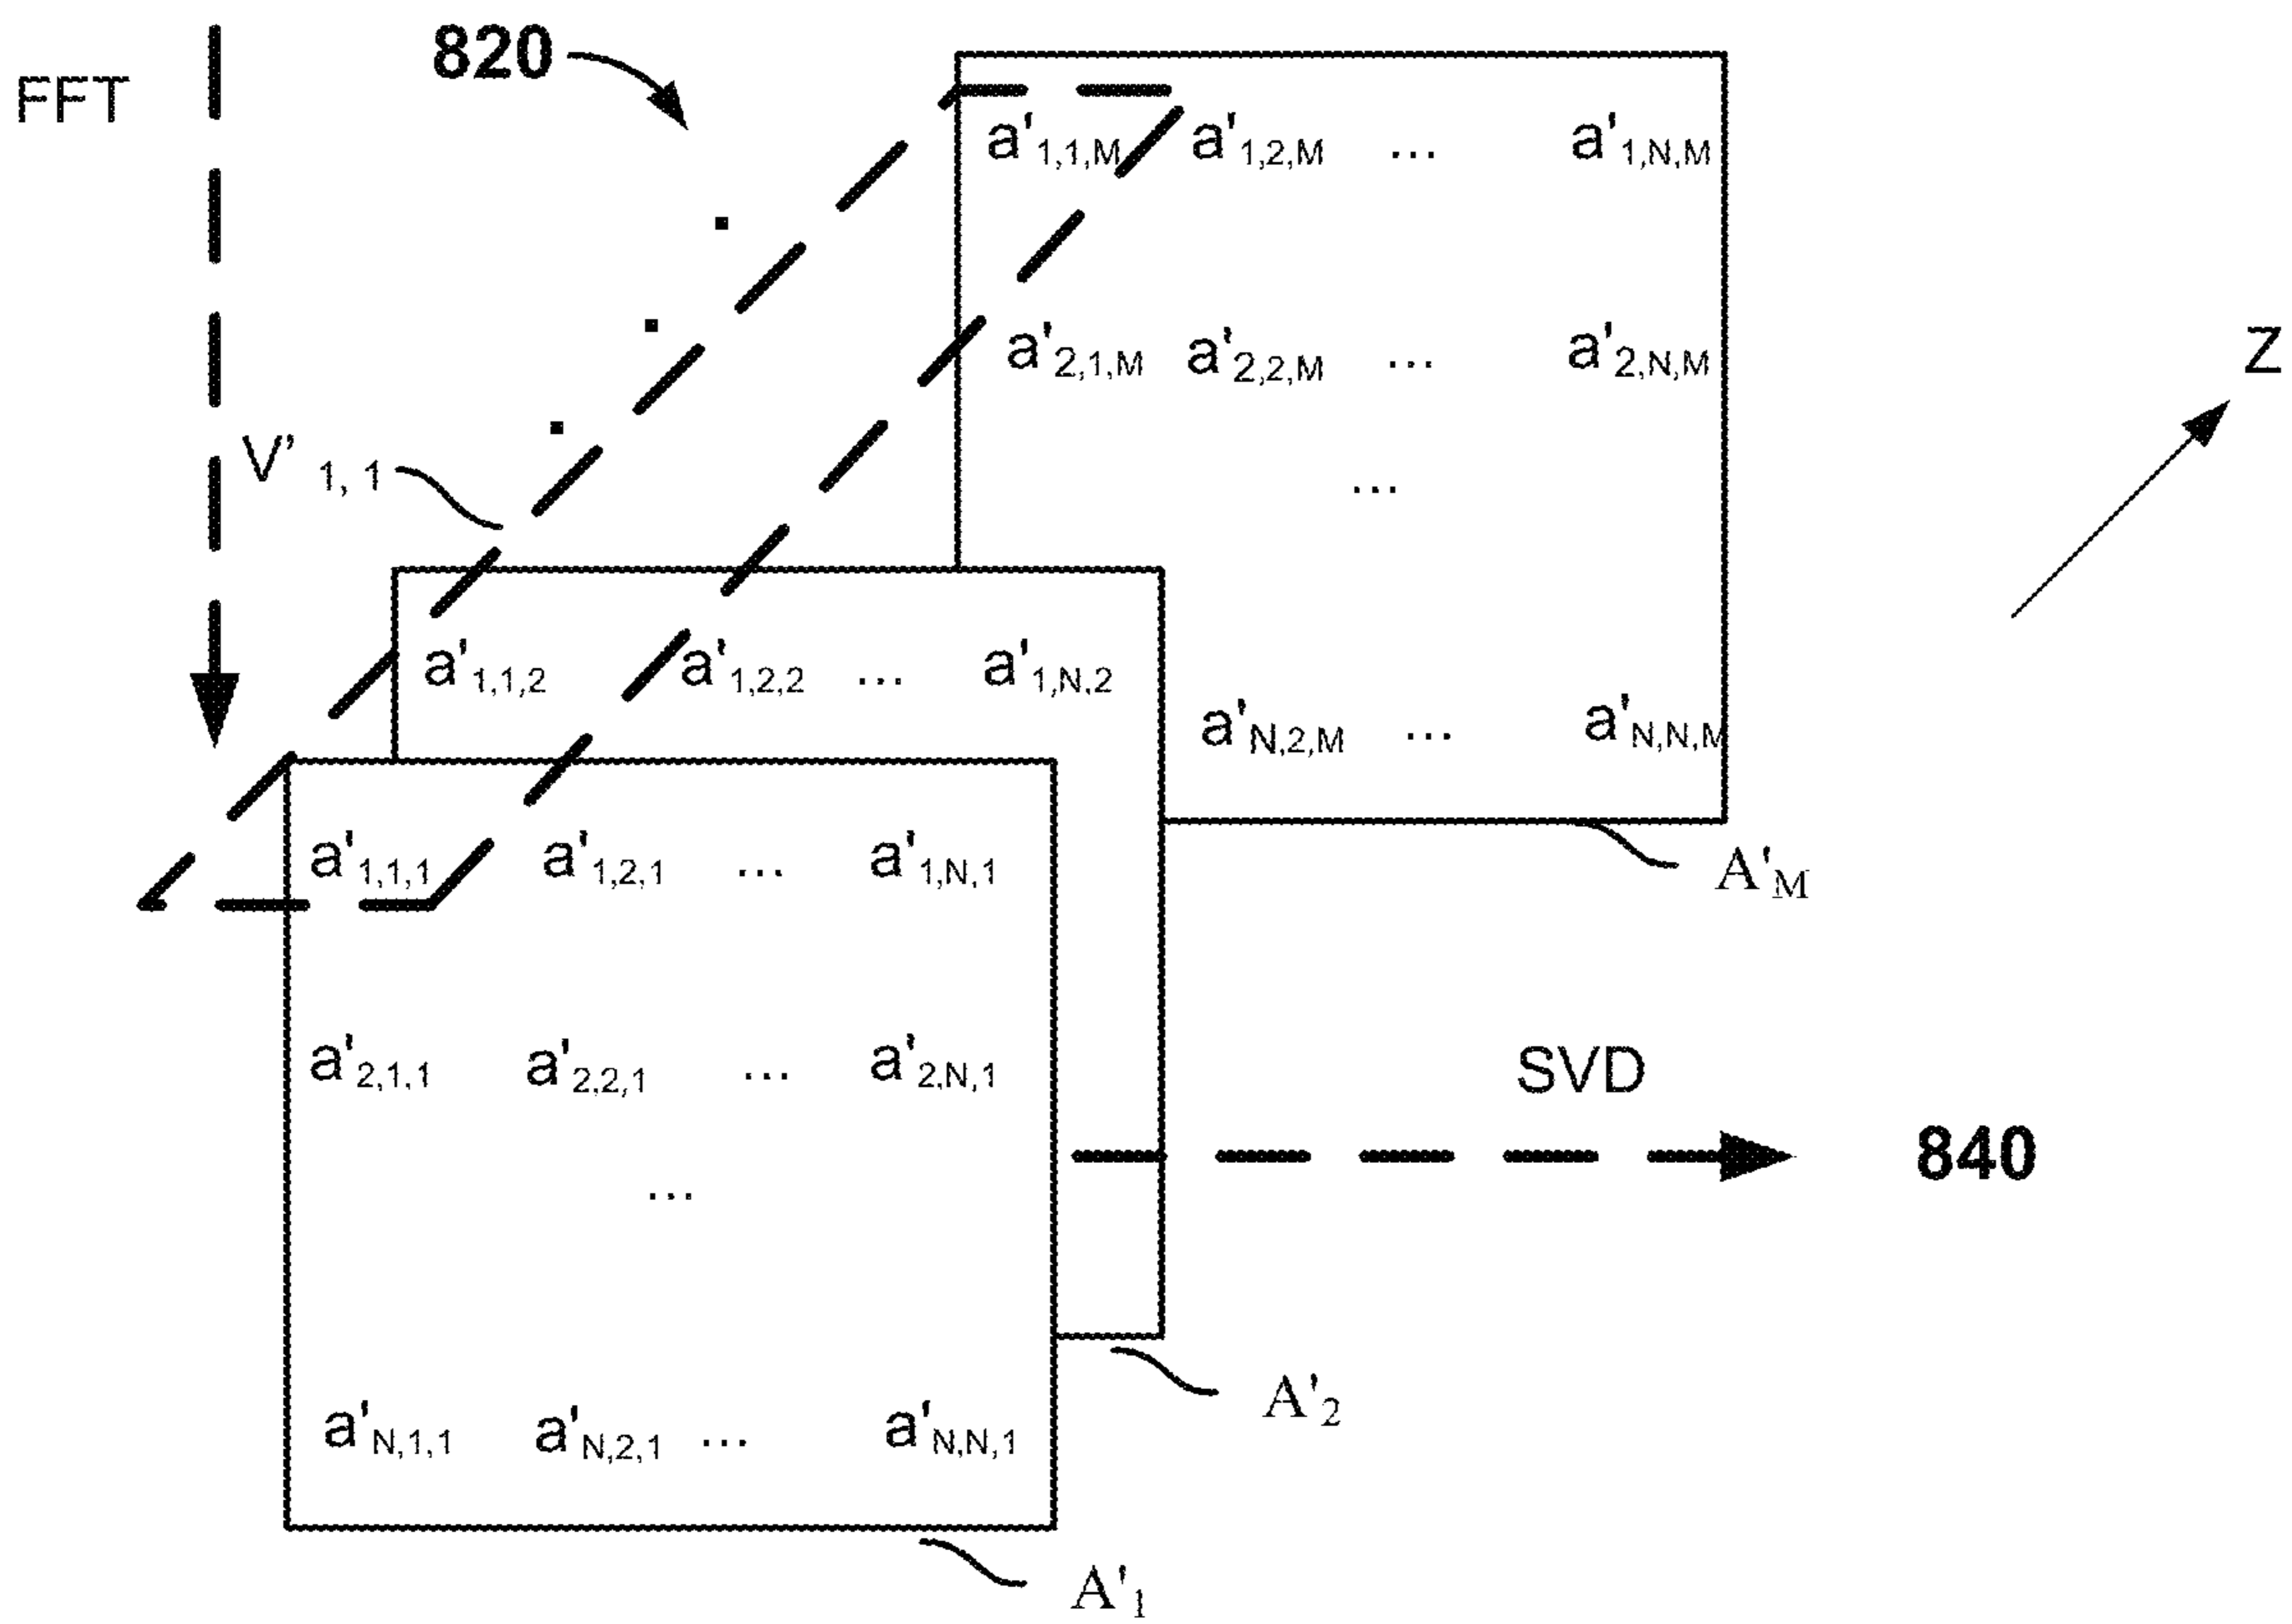 FFT
820
a'1,1,M a'1,2,M ... a'1,N,M
a'2,1,M a'2,2,M ... a'2,N,M
Z
V’ 1, 1
...
a'1,1,2 a'1,2,2 ... a'1,N,2
a'N,2,M ... a'N,N,M
a'1,1,1 a'1,2,1 ... a'1,N,1
A'M
a'2,1,1 a'2,2,1 ... a'2,N,1
SVD
840
...
A'2
a'N,1,1 a'N,2,1 ... a'N,N,1
A'1